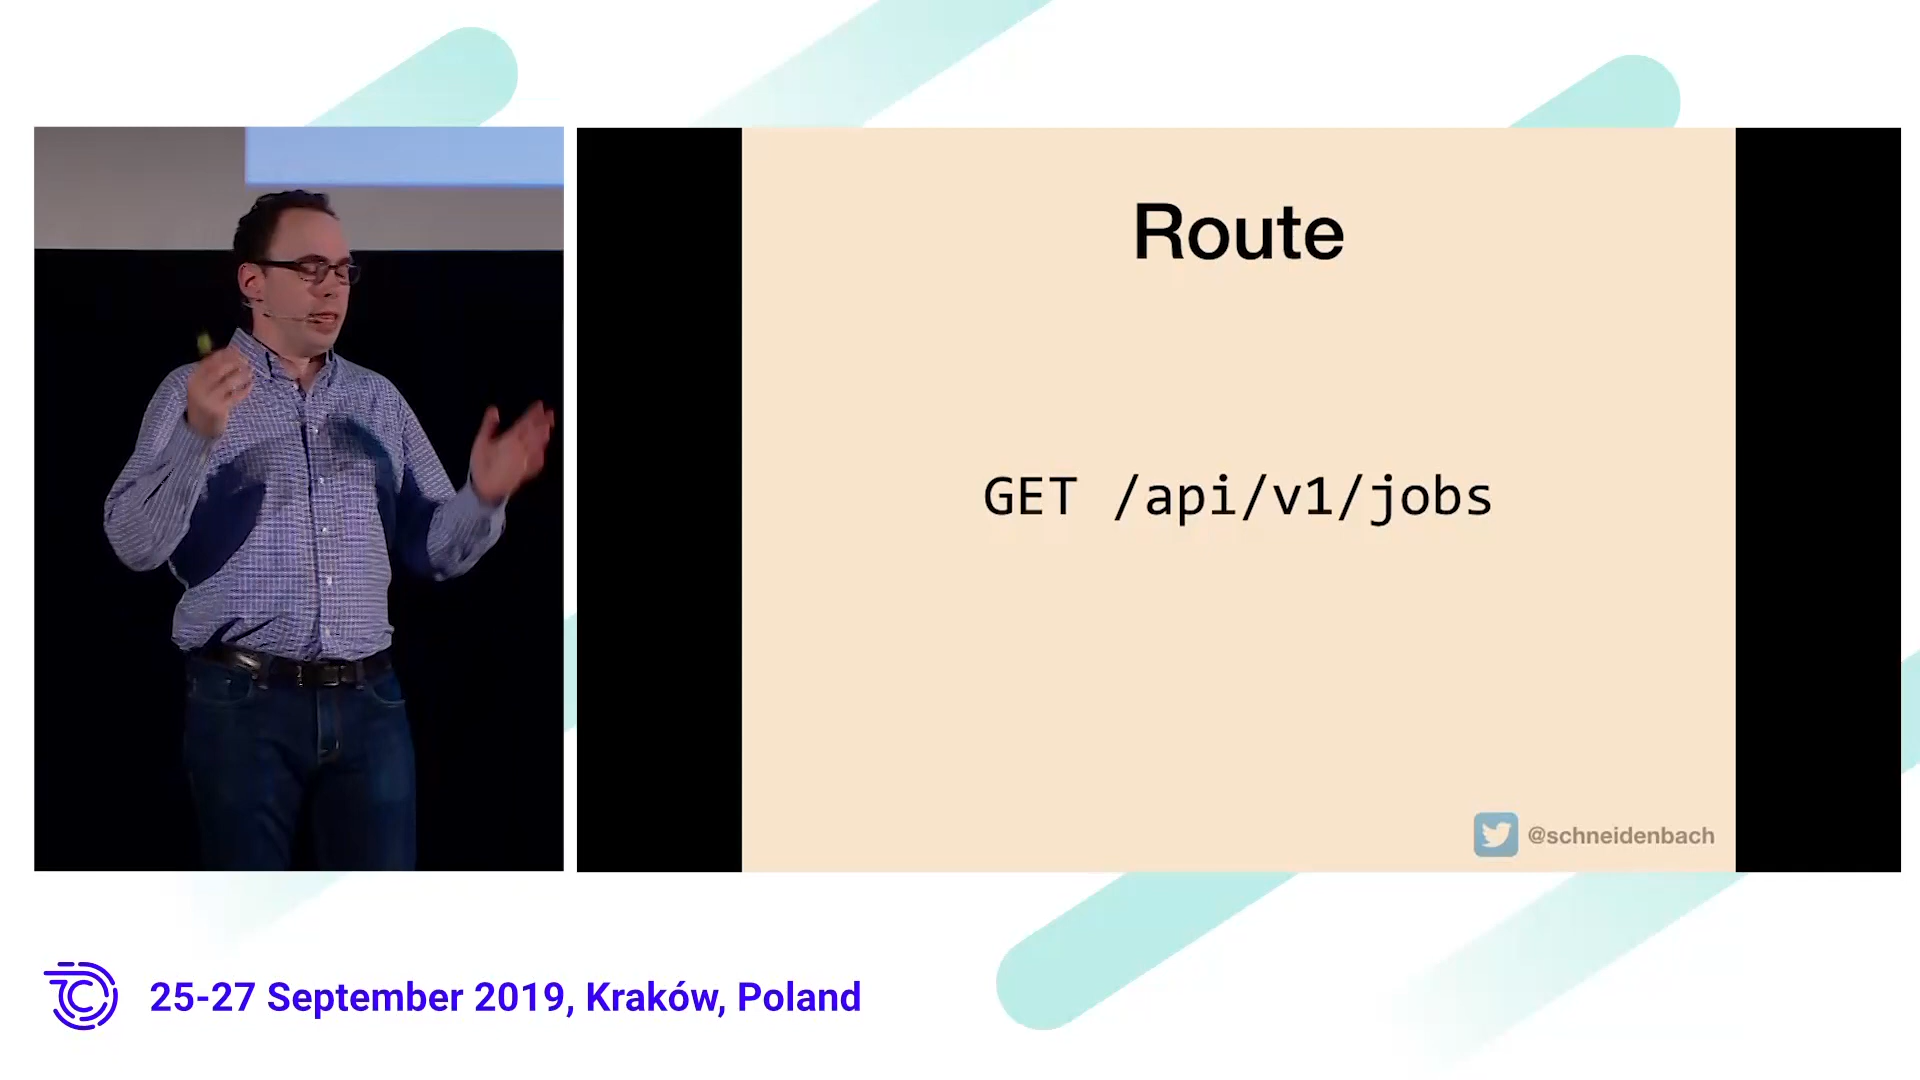 Route
GET /api/v1/jobs
@schneidenbach
25-27 September 2019, Kraków, Poland